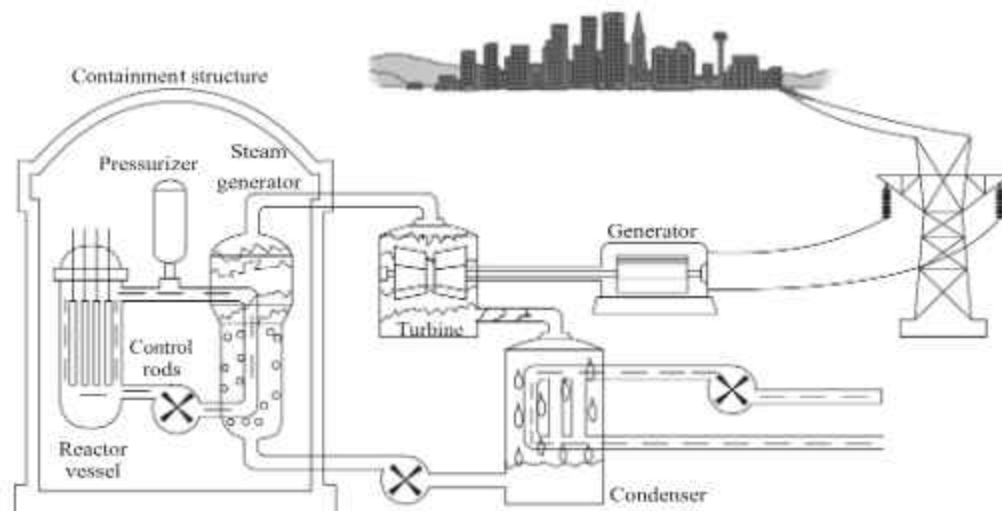 Containment structure
Pressurizer
Steam
generator
Generator
Turbine
Control
rods
Reactor
vessel
Condenser